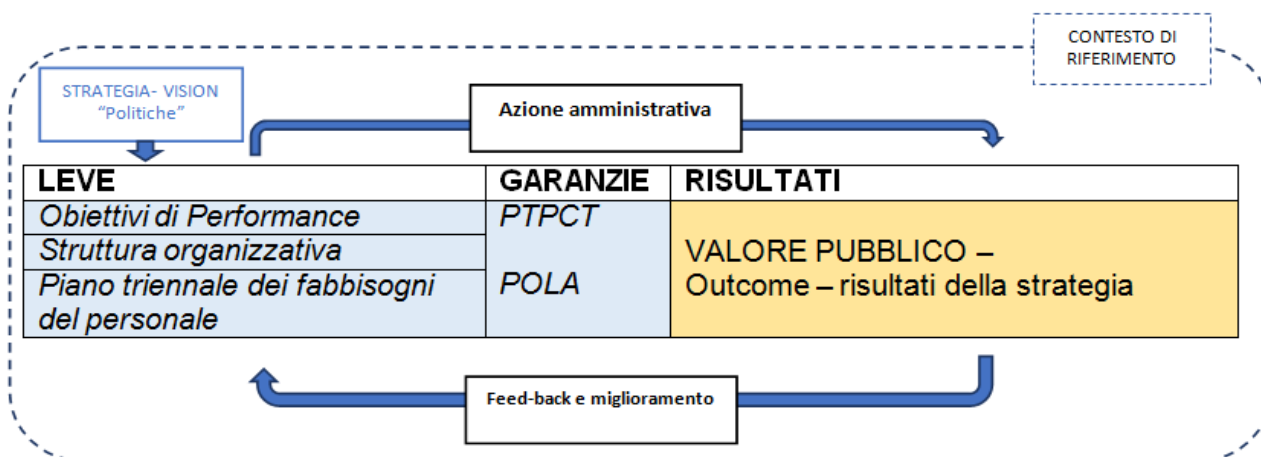 CONTESTO DI
RIFERIMENTO
STRATEGIA- VISION
“Politiche”
Azione amministrativa
LEVE
GARANZIE
RISULTATI
Obiettivi di Performance
PTPCT
Struttura organizzativa
VALORE PUBBLICO –
Piano triennale dei fabbisogni
POLA
Outcome – risultati della strategia
del personale
Feed-back e miglioramento